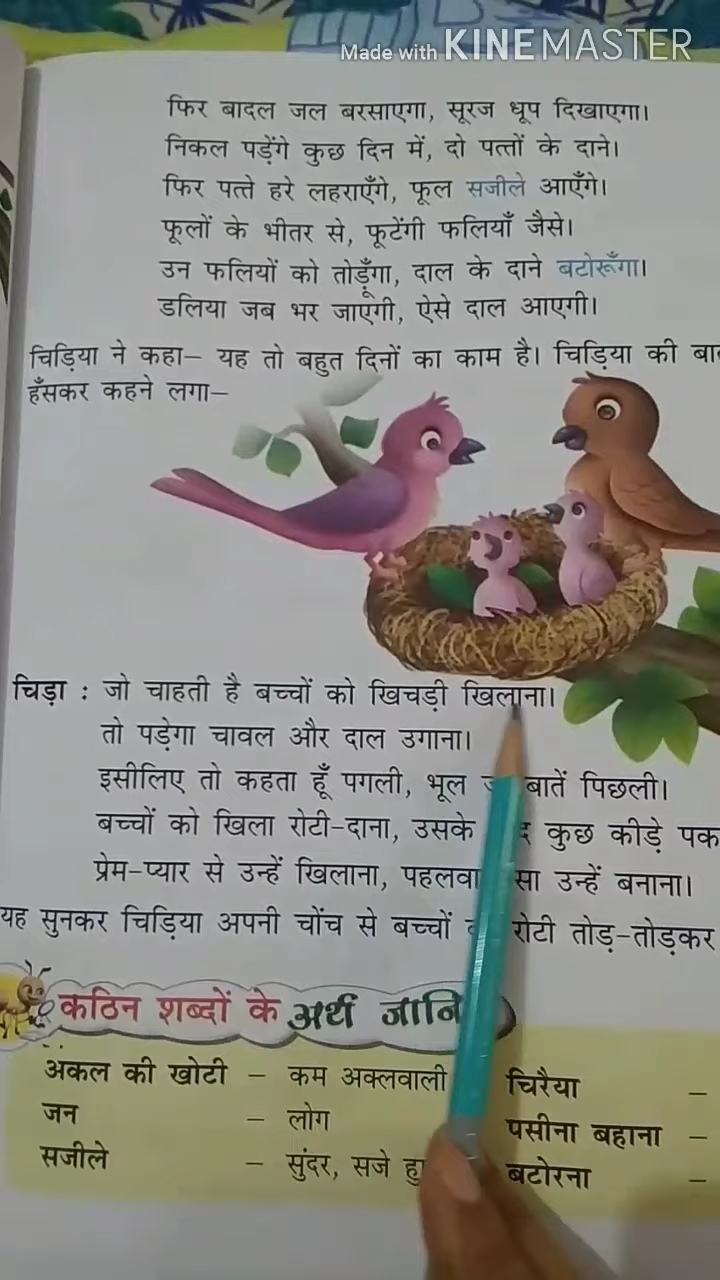 Made with KINEMASTER
फिर बादल जल बरसाएगा, सूरज धूप दिखाएगा।
निकल पड़ेंगे कुछ दिन में, दो पत्तों के दाने।
फिर पत्ते हरे लहराएँगे, फूल सजीले आएँगे।
फूलों के भीतर से, फूटेंगी फलियाँ जैसे।
उन फलियों को तोड़ूँगा, दाल के दाने बटोरूँगा।
डलिया जब भर जाएगी, ऐसे दाल आएगी।
चिड़िया ने कहा– यह तो बहुत दिनों का काम है। चिड़िया की
हँसकर कहने लगा–
चिड़ा : जो चाहती है बच्चों को खिचड़ी खिलाना।
तो पड़ेगा चावल और दाल उगाना।
इसीलिए तो कहता हूँ पगली, भूल बातें पिछली।
बच्चों को खिला रोटी-दाना, उसके कुछ कीड़े
प्रेम-प्यार से उन्हें खिलाना, उन्हें बनाना।
यह सुनकर चिड़िया अपनी चोंच से बच्चों रोटी तोड़-तोड़कर
कठिन शब्दों के अर्थ
अकल की खोटी – कम अक्लवाली चिरैया –
जन – लोग पसीना बहाना –
सजीले – सुंदर, सजे बटोरना –